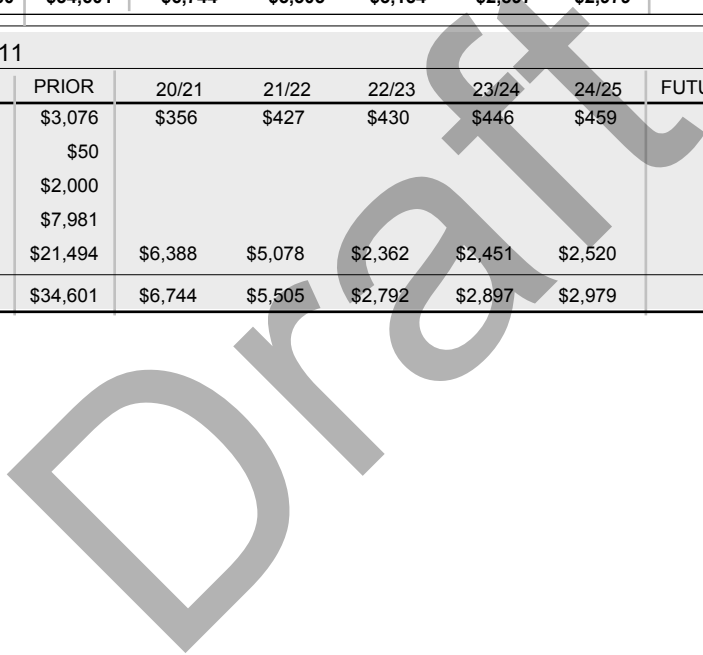 11
PRIOR 20/21 21/22 22/23 23/24 24/25 FUTU
$3,076 $356 $427 $430 $446 $459
$50
$2,000
$7,981
$21,494 $6,388 $5,078 $2,362 $2,451 $2,520
$34,601 $6,744 $5,505 $2,792 $2,897 $2,979
Draft